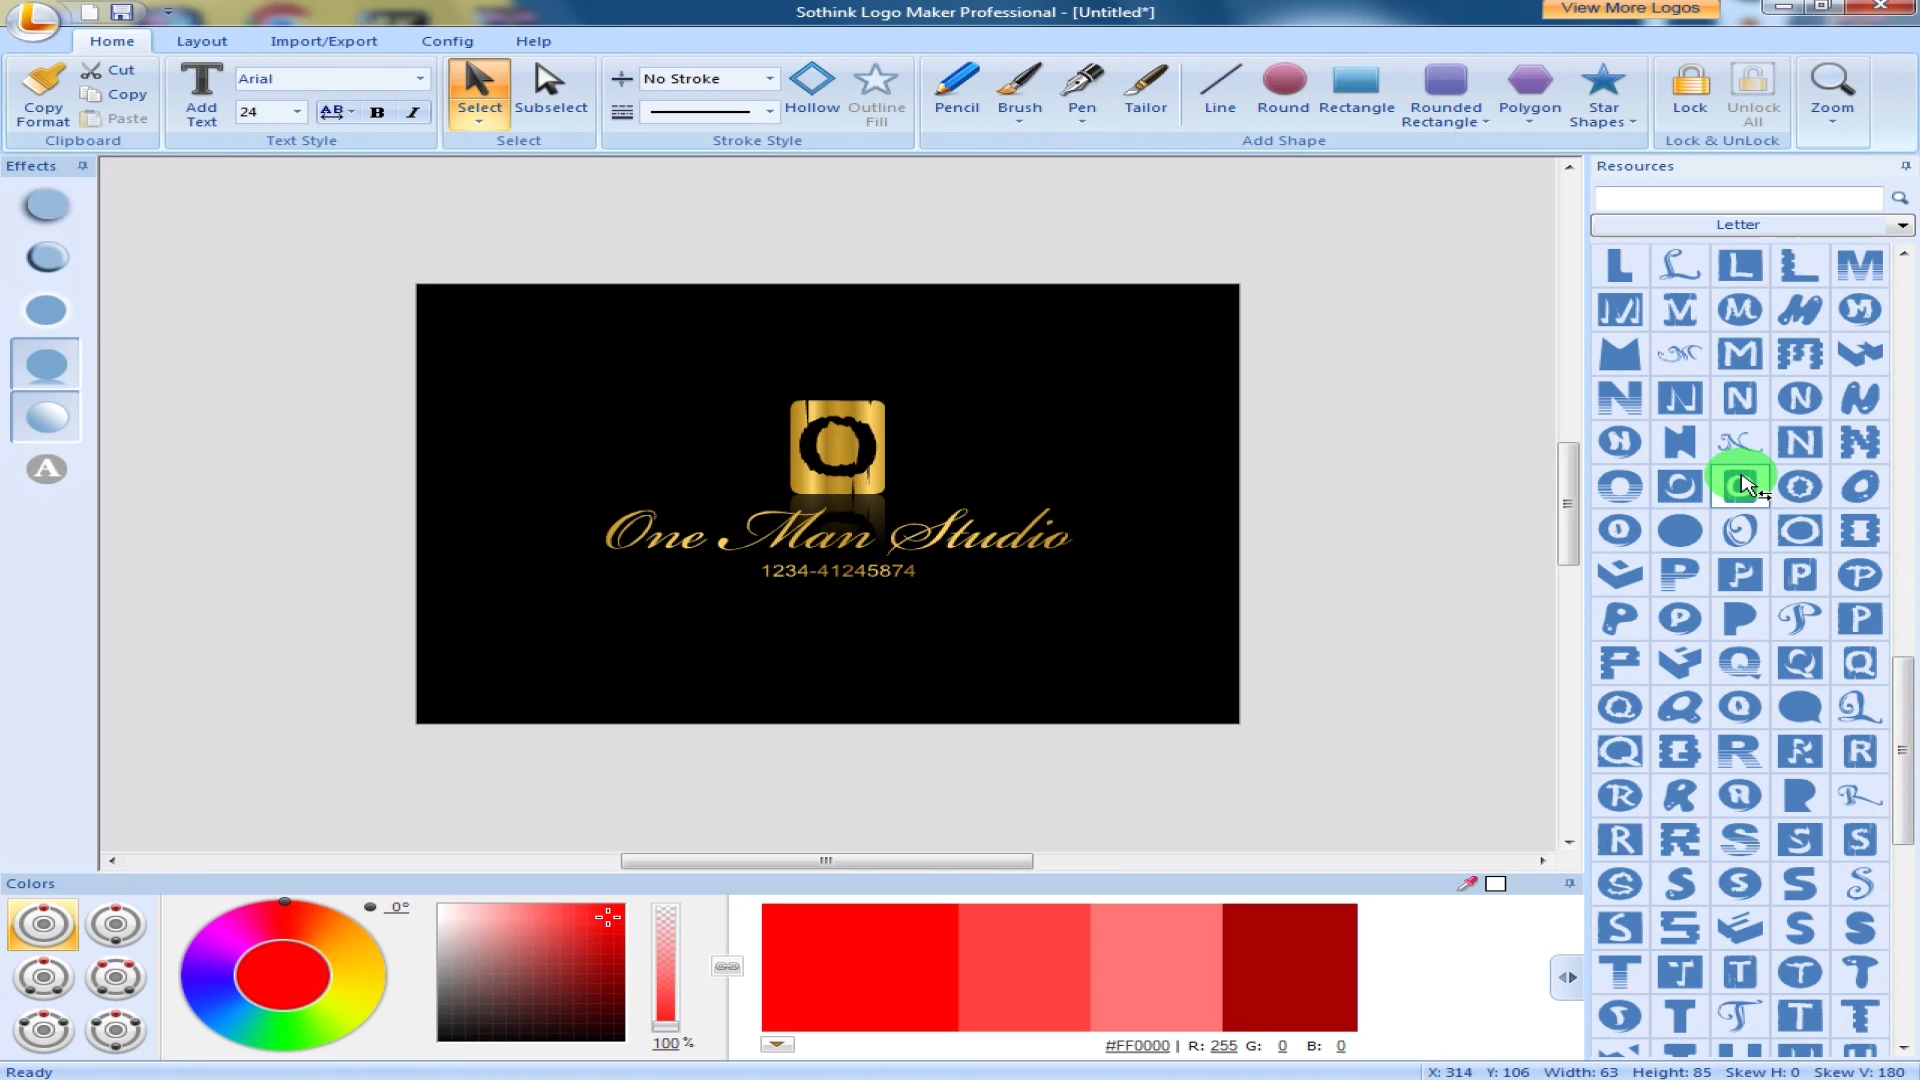 Sothink Logo Maker Professional - [Untitled*]
View More Logos
Home
Layout
Import/Export
Config
Help
Copy Format
Cut
Copy
Paste
Clipboard
Add Text
Arial
24
AB
B
I
Text Style
Select
Subselect
Select
No Stroke
Hollow
Outline Fill
Stroke Style
Pencil
Brush
Pen
Tailor
Line
Round
Rectangle
Rounded Rectangle
Polygon
Star Shapes
Add Shape
Lock
Unlock All
Lock & UnLock
Zoom
Effects
A
Resources
Letter
L L L L M
M M M M M
M M M M M
N N N N N
N N N N N
O O O O O
O O O O O
O P P P P
P P P P P
P P Q Q Q
Q Q Q Q Q
Q Q R R R
R R R R R
R R S S S
S S S S S
S S S S S
T T T T T
T T T T T
O
One Man Studio
1234-41245874
Colors
0°
100 %
#FF0000 | R: 255 G: 0 B: 0
Ready
X: 314 Y: 106 Width: 63 Height: 85 Skew H: 0 Skew V: 180